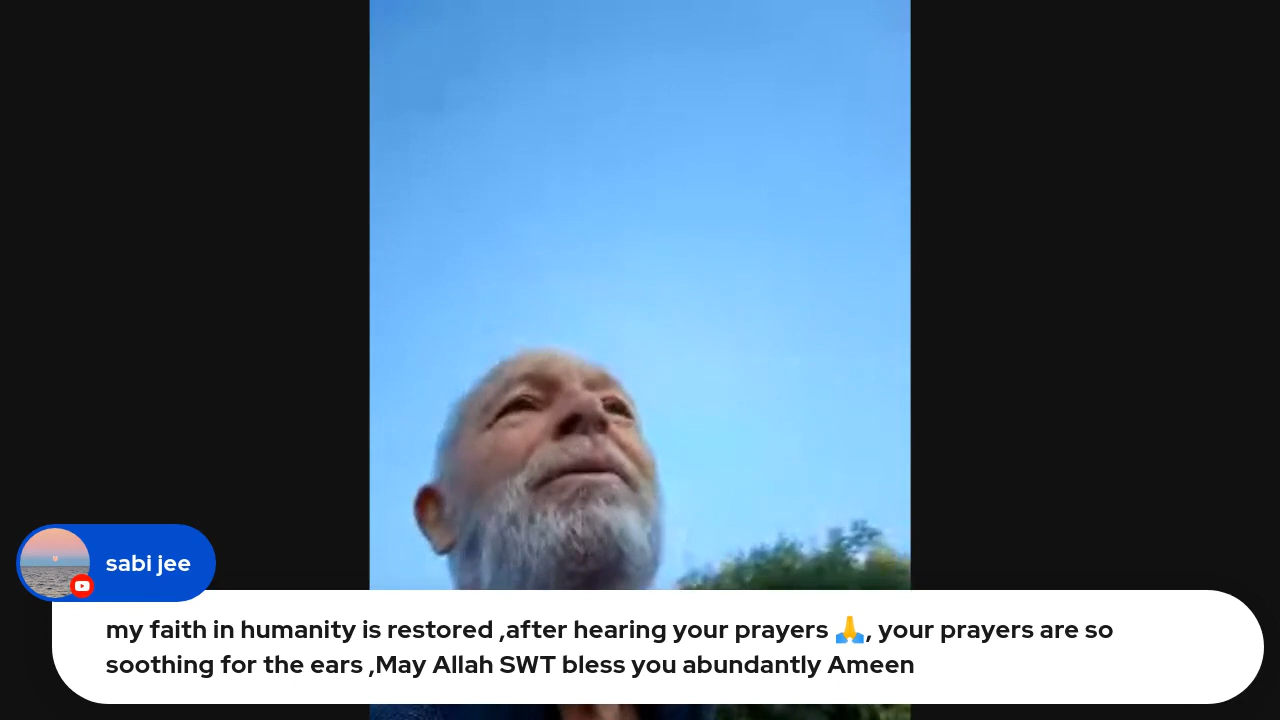 sabi jee
my faith in humanity is restored ,after hearing your prayers 🙏, your prayers are so
soothing for the ears ,May Allah SWT bless you abundantly Ameen